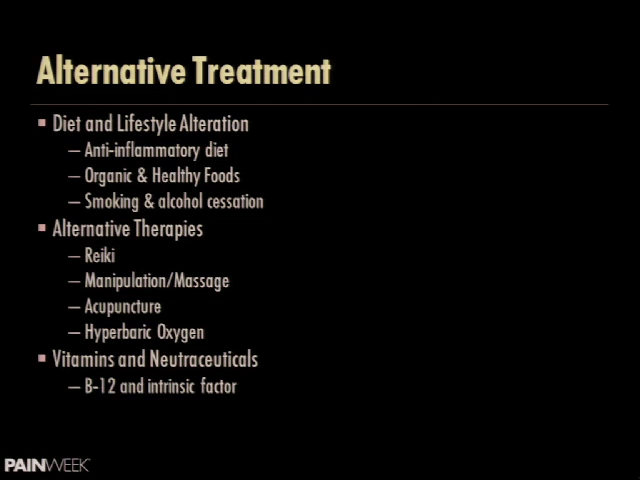 Alternative Treatment
▪ Diet and Lifestyle Alteration
– Anti-inflammatory diet
– Organic & Healthy Foods
– Smoking & alcohol cessation
▪ Alternative Therapies
– Reiki
– Manipulation/Massage
– Acupuncture
– Hyperbaric Oxygen
▪ Vitamins and Neutraceuticals
– B-12 and intrinsic factor
PAINWEEK